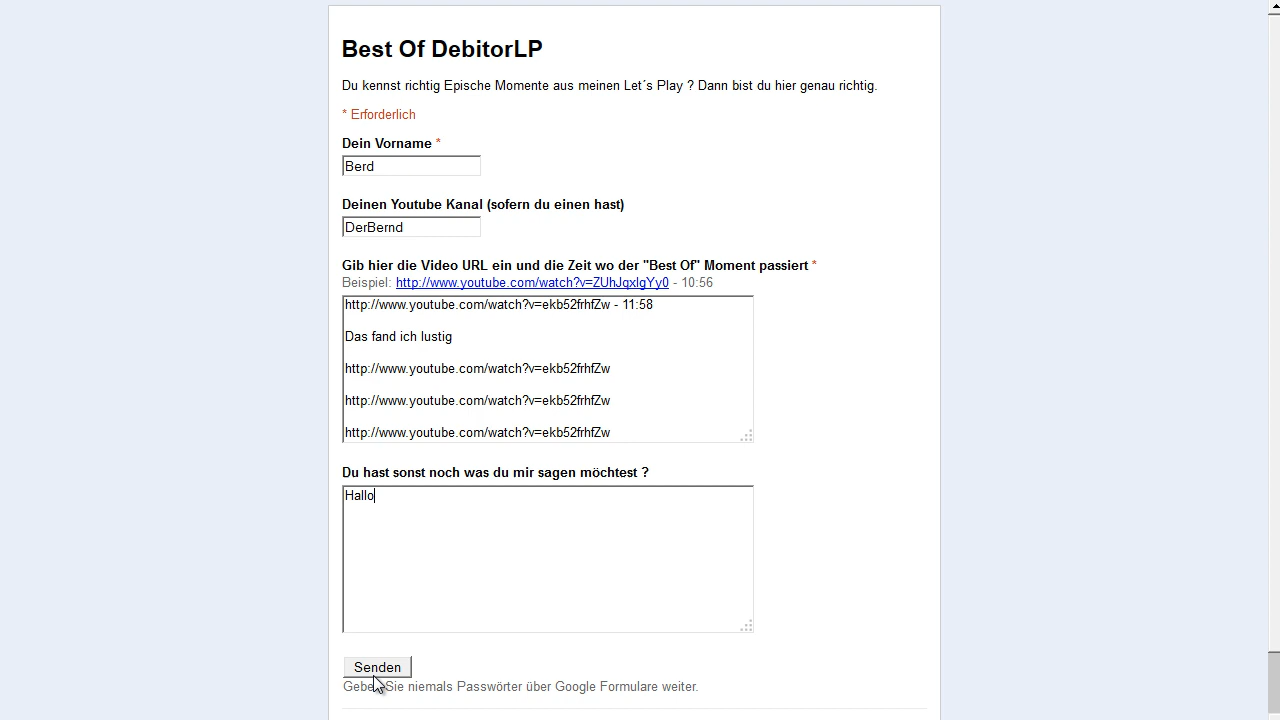 Best Of DebitorLP
Du kennst richtig Epische Momente aus meinen Let´s Play ? Dann bist du hier genau richtig.
* Erforderlich
Dein Vorname *
Berd
Deinen Youtube Kanal (sofern du einen hast)
DerBernd
Gib hier die Video URL ein und die Zeit wo der "Best Of" Moment passiert *
Beispiel: http://www.youtube.com/watch?v=ZUhJqxlgYy0 - 10:56
http://www.youtube.com/watch?v=ekb52frhfZw - 11:58
Das fand ich lustig
http://www.youtube.com/watch?v=ekb52frhfZw
http://www.youtube.com/watch?v=ekb52frhfZw
http://www.youtube.com/watch?v=ekb52frhfZw
Du hast sonst noch was du mir sagen möchtest ?
Hallo
Senden
Geben Sie niemals Passwörter über Google Formulare weiter.